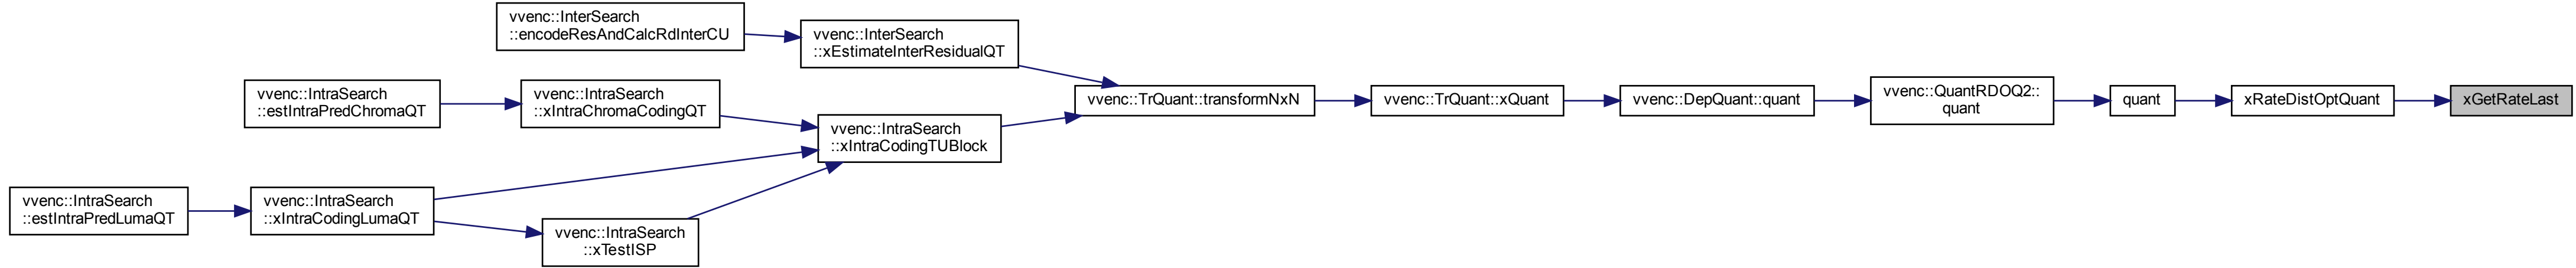 vvenc::InterSearch
::encodeResAndCalcRdInterCU
vvenc::InterSearch
::xEstimateInterResidualQT
vvenc::IntraSearch
::estIntraPredChromaQT
vvenc::IntraSearch
::xIntraChromaCodingQT
vvenc::TrQuant::transformNxN
vvenc::TrQuant::xQuant
vvenc::DepQuant::quant
vvenc::QuantRDOQ2::
quant
quant
xRateDistOptQuant
xGetRateLast
vvenc::IntraSearch
::xIntraCodingTUBlock
vvenc::IntraSearch
::estIntraPredLumaQT
vvenc::IntraSearch
::xIntraCodingLumaQT
vvenc::IntraSearch
::xTestISP